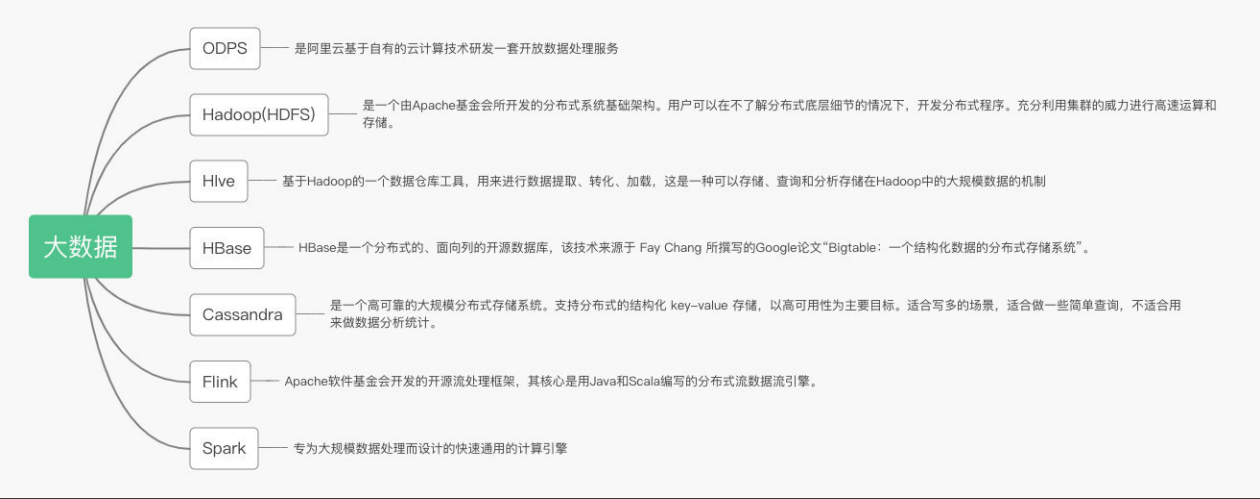 ODPS
是阿里云基于自有的云计算技术研发一套开放数据处理服务
Hadoop(HDFS)
是一个由Apache基金会所开发的分布式系统基础架构。用户可以在不了解分布式底层细节的情况下，开发分布式程序。充分利用集群的威力进行高速运算和
存储。
HIve
基于Hadoop的一个数据仓库工具，用来进行数据提取、转化、加载，这是一种可以存储、查询和分析存储在Hadoop中的大规模数据的机制
大数据
HBase
HBase是一个分布式的、面向列的开源数据库，该技术来源于 Fay Chang 所撰写的Google论文“Bigtable：一个结构化数据的分布式存储系统”。
Cassandra
是一个高可靠的大规模分布式存储系统。支持分布式的结构化 key-value 存储，以高可用性为主要目标。适合写多的场景，适合做一些简单查询，不适合用
来做数据分析统计。
Flink
Apache软件基金会开发的开源流处理框架，其核心是用Java和Scala编写的分布式流数据流引擎。
Spark
专为大规模数据处理而设计的快速通用的计算引擎